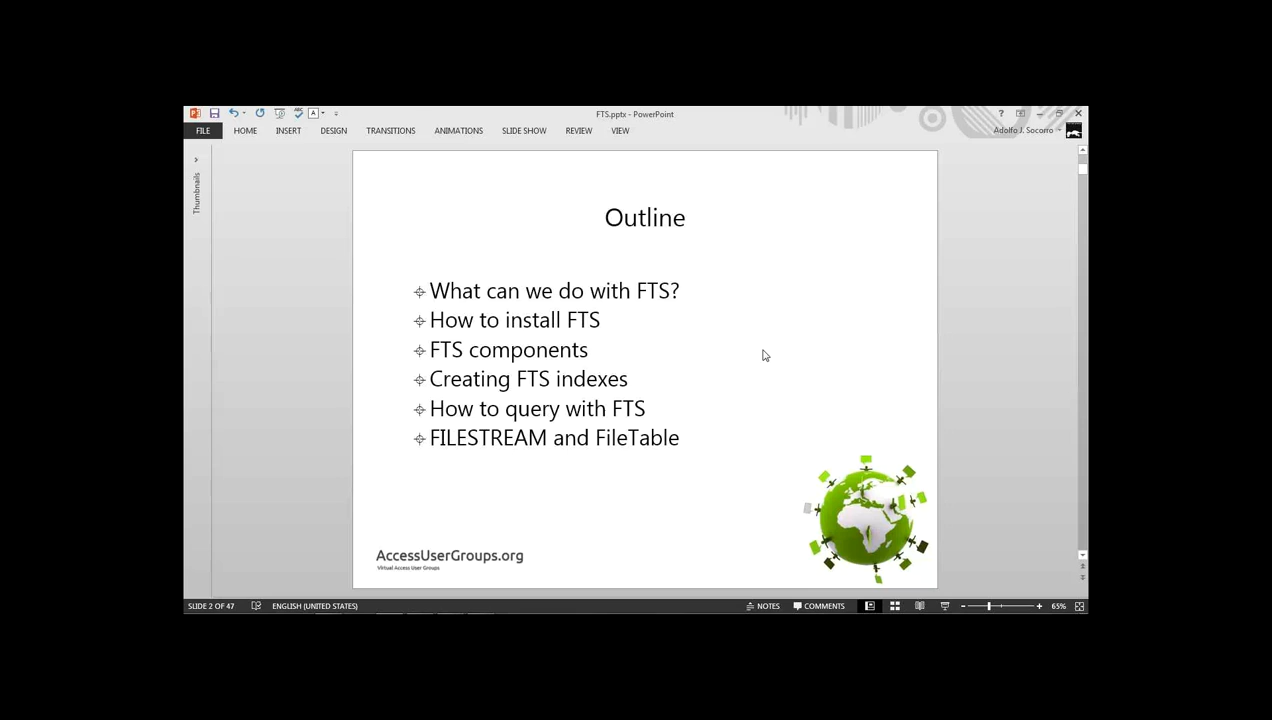 FTS.pptx - PowerPoint
?
FILE HOME INSERT DESIGN TRANSITIONS ANIMATIONS SLIDE SHOW REVIEW VIEW
Adolfo J. Socorro
Thumbnails
Outline
What can we do with FTS?
How to install FTS
FTS components
Creating FTS indexes
How to query with FTS
FILESTREAM and FileTable
AccessUserGroups.org
Virtual Access User Groups
SLIDE 2 OF 47 ENGLISH (UNITED STATES) NOTES COMMENTS 65%